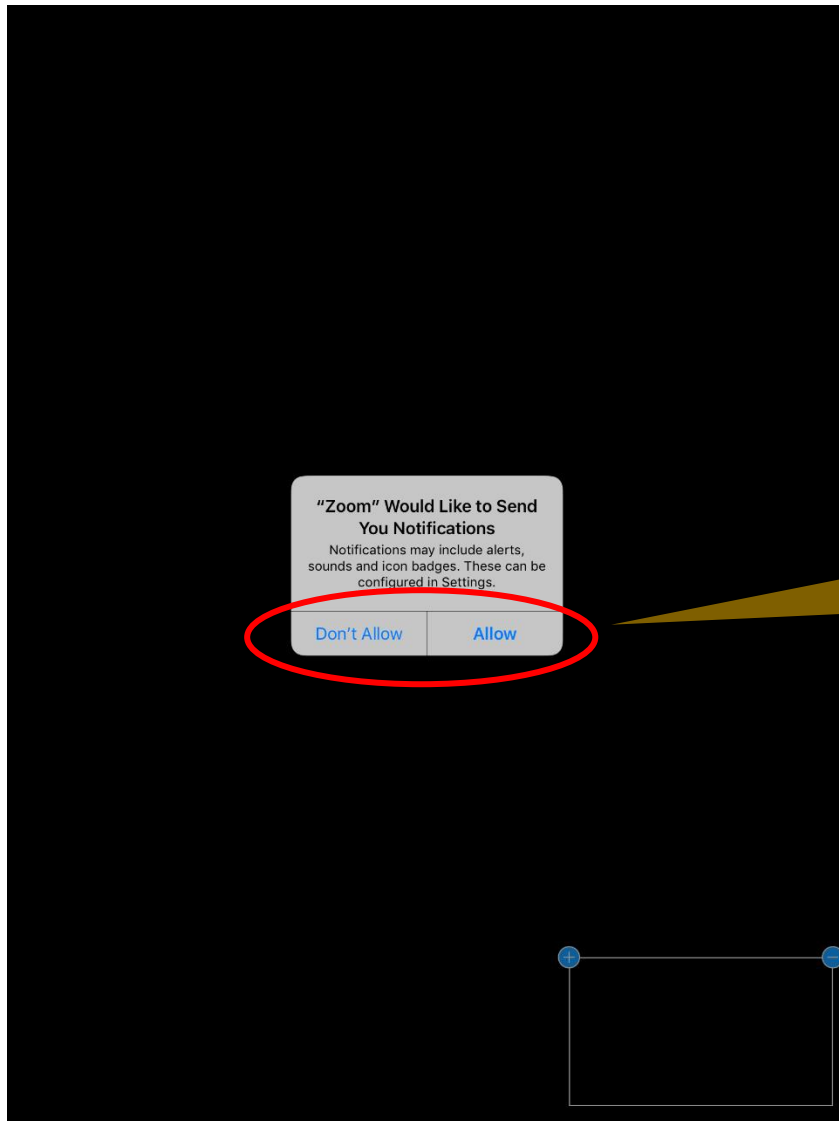 “Zoom” Would Like to Send
You Notifications
Notifications may include alerts,
sounds and icon badges. These can be
configured in Settings.
Don’t Allow
Allow